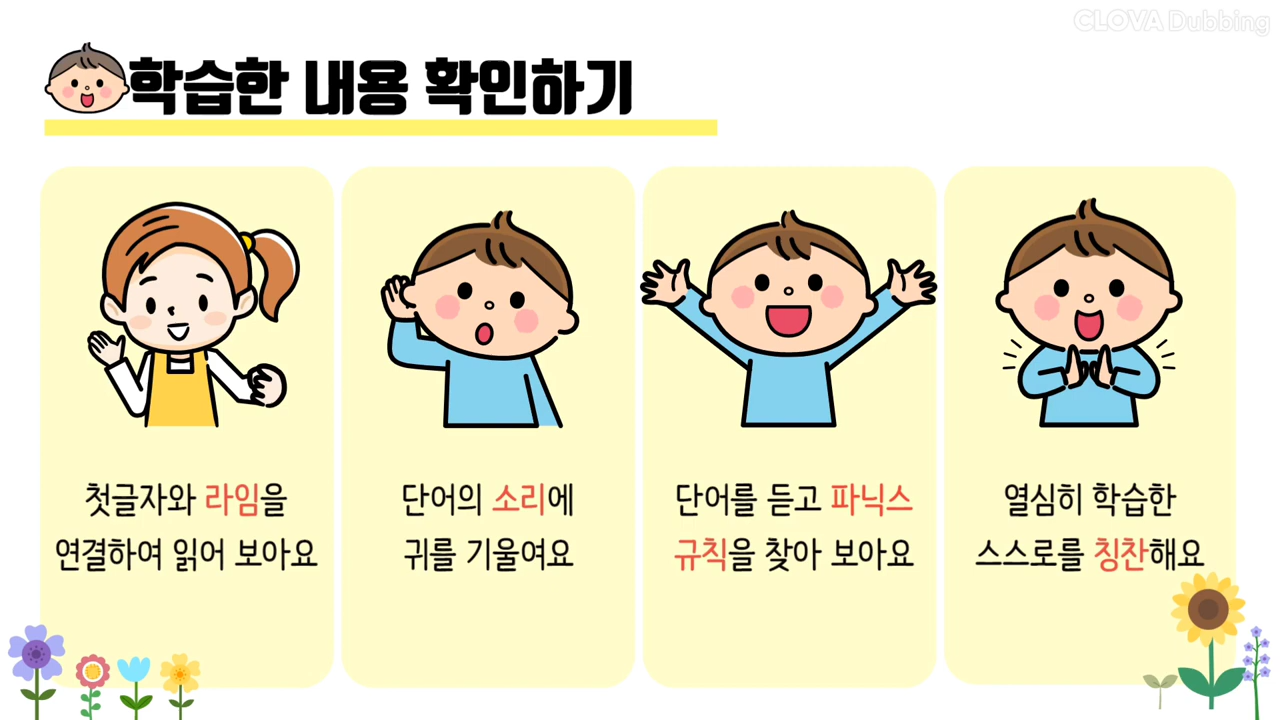 CLOVA Dubbing
학습한 내용 확인하기
첫글자와 라임을
연결하여 읽어 보아요
단어의 소리에
귀를 기울여요
단어를 듣고 파닉스
규칙을 찾아 보아요
열심히 학습한
스스로를 칭찬해요